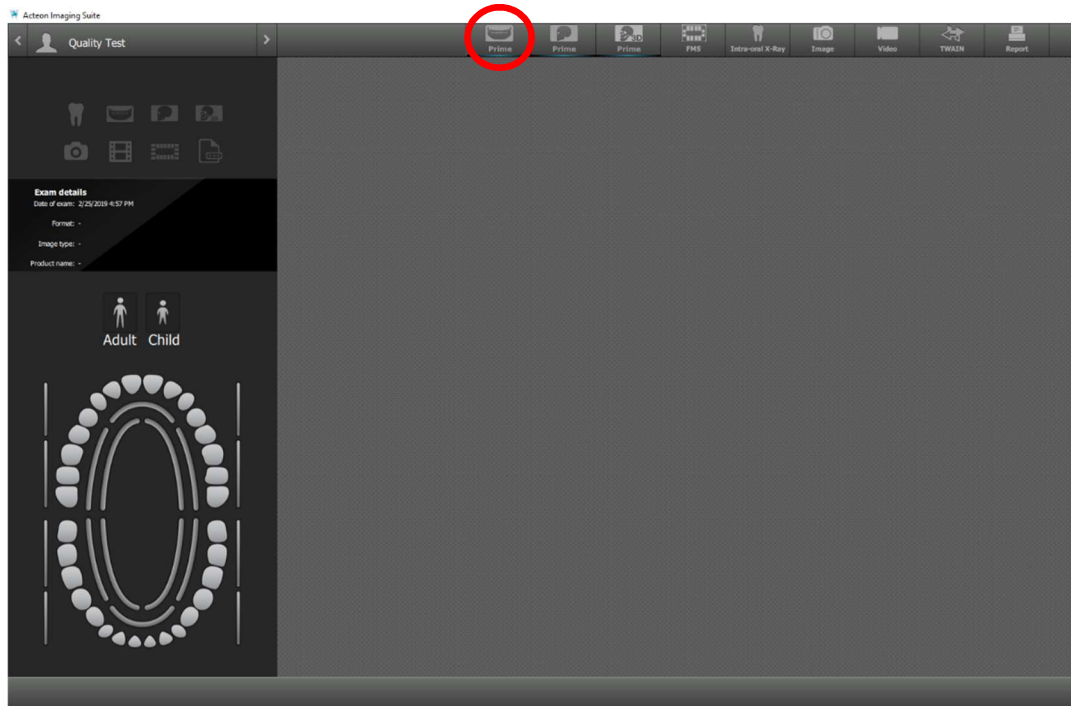 Acteon Imaging Suite
Quality Test
Prime
Prime
3D
Prime
FMS
Intra-oral X-Ray
Image
Video
TWAIN
Report
Exam details
Date of exam: 2/25/2019 4:57 PM
Format: -
Image type: -
Product name: -
Adult Child